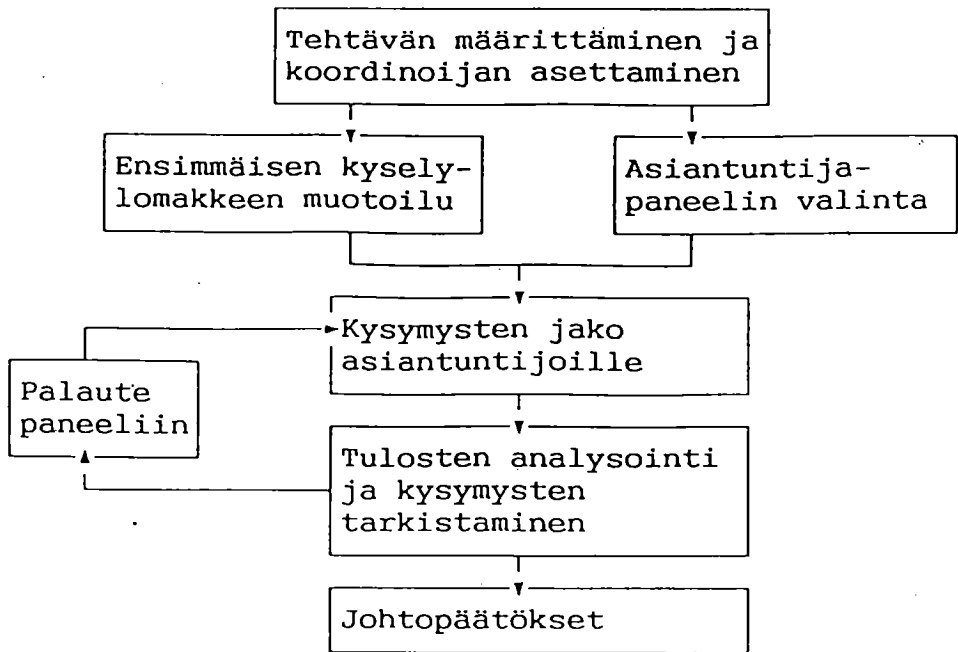 Tehtävän määrittäminen ja
koordinoijan asettaminen
Ensimmäisen kysely-
lomakkeen muotoilu
Asiantuntija-
paneelin valinta
Kysymysten jako
asiantuntijoille
Palaute
paneeliin
Tulosten analysointi
ja kysymysten
tarkistaminen
Johtopäätökset